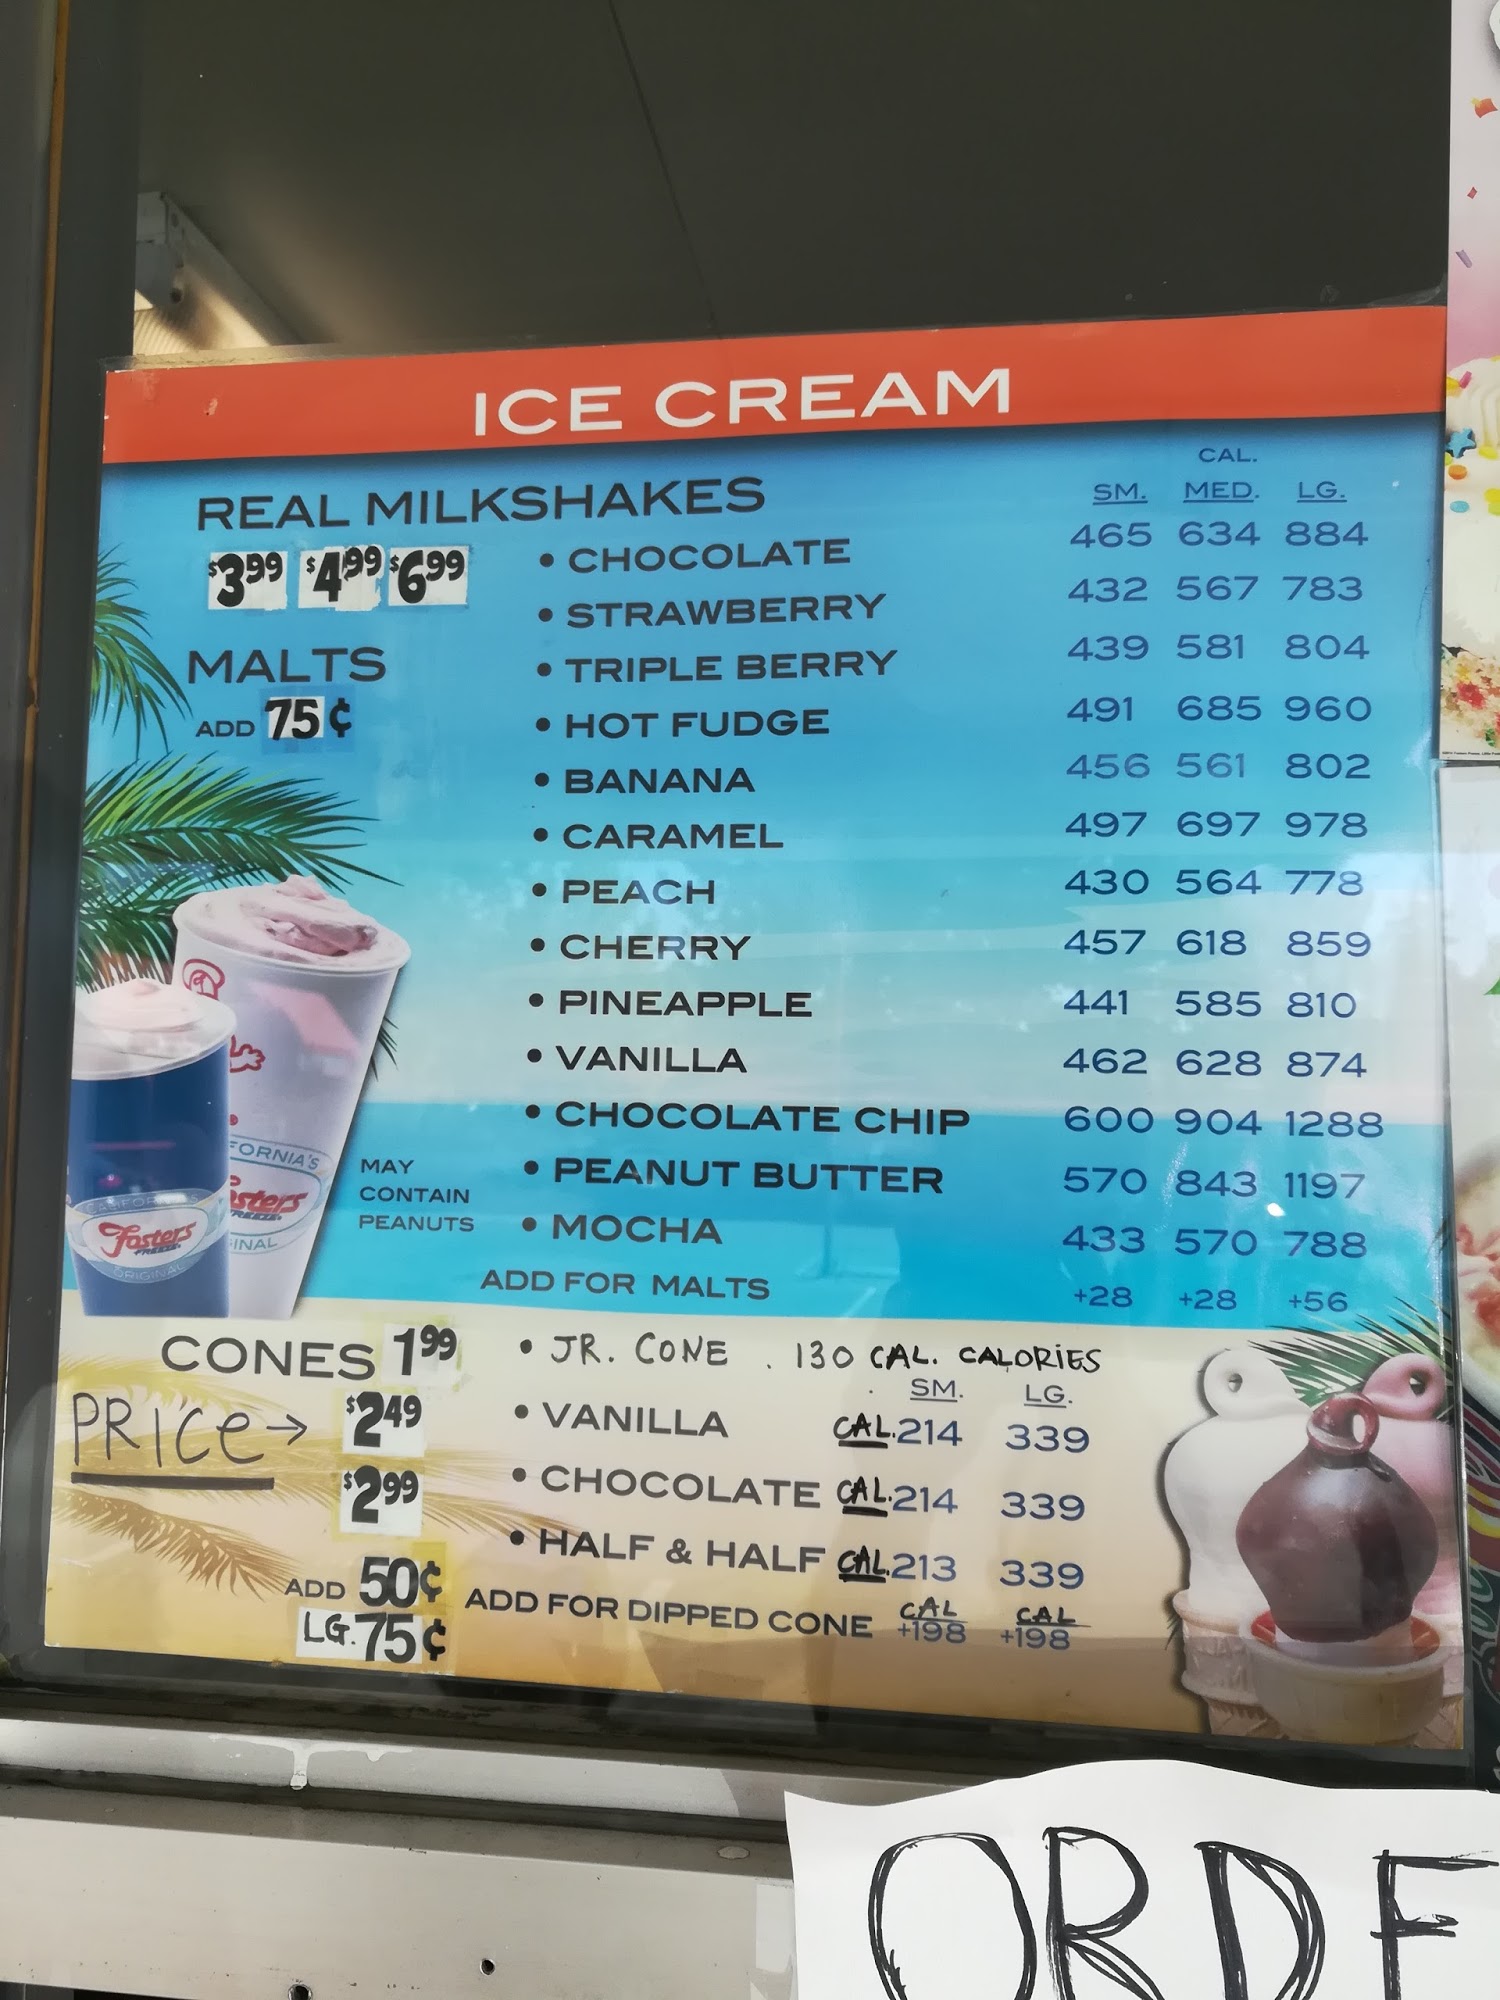 ICE CREAM
CAL.
REAL MILKSHAKES SM. MED. LG.
$3.99 $4.99 $6.99
• CHOCOLATE 465 634 884
• STRAWBERRY 432 567 783
MALTS
ADD 75¢
• TRIPLE BERRY 439 581 804
• HOT FUDGE 491 685 960
• BANANA 456 561 802
• CARAMEL 497 697 978
• PEACH 430 564 778
• CHERRY 457 618 859
• PINEAPPLE 441 585 810
• VANILLA 462 628 874
• CHOCOLATE CHIP 600 904 1288
• PEANUT BUTTER 570 843 1197
• MOCHA 433 570 788
MAY
CONTAIN
PEANUTS
ADD FOR MALTS +28 +28 +56
CALIFORNIA'S
Fosters
FREEZE
ORIGINAL
CONES 1.99 • JR. CONE . 130 CAL. CALORIES
SM. LG.
PRICE→ $2.49 • VANILLA CAL.214 339
$2.99 • CHOCOLATE CAL.214 339
• HALF & HALF CAL.213 339
ADD 50¢ ADD FOR DIPPED CONE CAL +198 CAL +198
LG. 75¢
ORDE